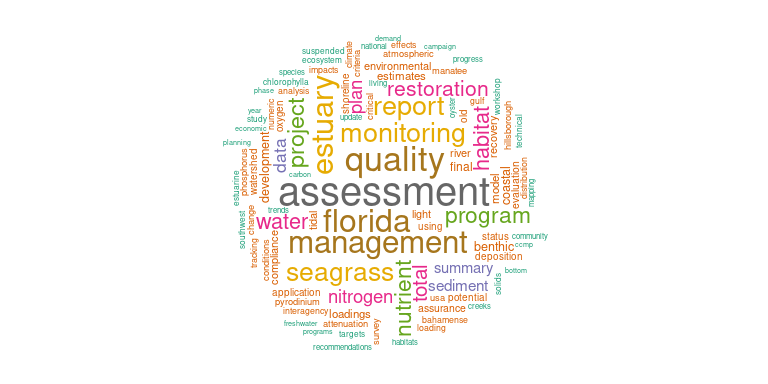 demand
national effects campaign
suspended climate atmospheric
ecosystem criteria progress
species impacts environmental manatee
chlorophylla living estimates
phase analysis plan restoration workshop
numeric oxygen estuary shoreline critical report oyster gulf
year update old recovery hillsborough technical
study project monitoring habitat
economic
planning data quality river
development final
phosphorus watershed carbon model coastal evaluation distribution
estuarine assessment mapping
trends light
southwest change water tidal florida using program
tracking management status community
conditions compliance benthic ccmp
deposition
seagrass summary bottom
application nitrogen nutrient total sediment solids
pyrodinium usa potential
interagency loadings assurance creeks
freshwater attenuation bahamense
programs targets survey loading
recommendations habitats